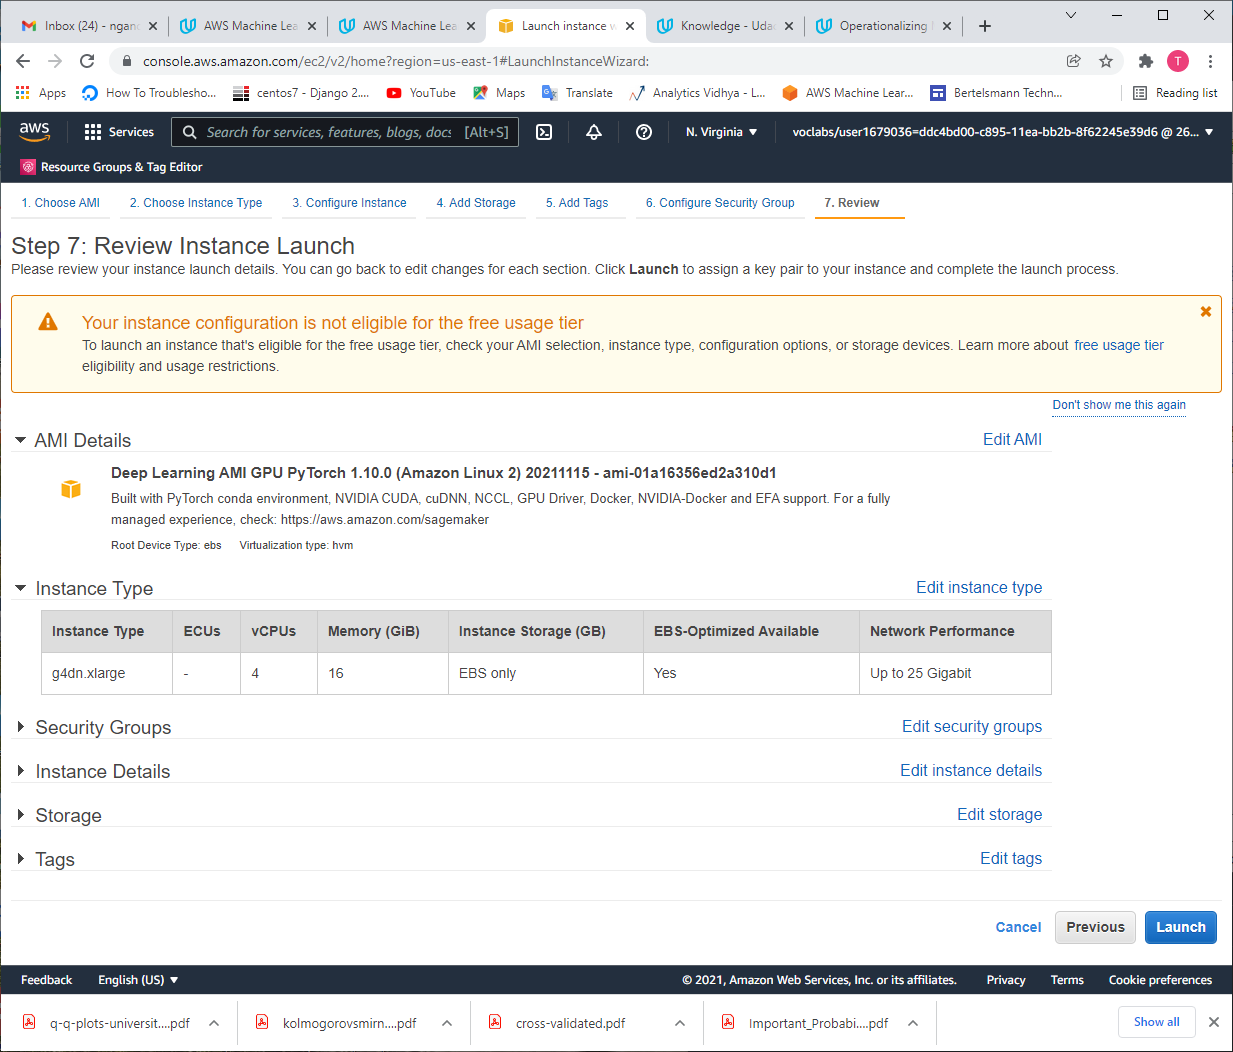 Inbox (24) - ngan
AWS Machine Lea
AWS Machine Lea
Launch instance w
Knowledge - Uda
Operationalizing
console.aws.amazon.com/ec2/v2/home?region=us-east-1#LaunchInstanceWizard:
T
Apps
How To Troublesho...
centos7 - Django 2....
YouTube
Maps
Translate
Analytics Vidhya - L...
AWS Machine Lear...
Bertelsmann Techn...
Reading list
aws
Services
Search for services, features, blogs, docs
[Alt+S]
N. Virginia
voclabs/user1679036=ddc4bd00-c895-11ea-bb2b-8f62245e39d6 @ 26...
Resource Groups & Tag Editor
1. Choose AMI
2. Choose Instance Type
3. Configure Instance
4. Add Storage
5. Add Tags
6. Configure Security Group
7. Review
Step 7: Review Instance Launch
Please review your instance launch details. You can go back to edit changes for each section. Click Launch to assign a key pair to your instance and complete the launch process.
Your instance configuration is not eligible for the free usage tier
To launch an instance that's eligible for the free usage tier, check your AMI selection, instance type, configuration options, or storage devices. Learn more about free usage tier
eligibility and usage restrictions.
Don't show me this again
AMI Details
Edit AMI
Deep Learning AMI GPU PyTorch 1.10.0 (Amazon Linux 2) 20211115 - ami-01a16356ed2a310d1
Built with PyTorch conda environment, NVIDIA CUDA, cuDNN, NCCL, GPU Driver, Docker, NVIDIA-Docker and EFA support. For a fully
managed experience, check: https://aws.amazon.com/sagemaker
Root Device Type: ebs Virtualization type: hvm
Instance Type
Edit instance type
Instance Type ECUs vCPUs Memory (GiB) Instance Storage (GB) EBS-Optimized Available Network Performance
g4dn.xlarge - 4 16 EBS only Yes Up to 25 Gigabit
Security Groups
Edit security groups
Instance Details
Edit instance details
Storage
Edit storage
Tags
Edit tags
Cancel
Previous
Launch
Feedback
English (US)
© 2021, Amazon Web Services, Inc. or its affiliates.
Privacy
Terms
Cookie preferences
q-q-plots-universit....pdf
kolmogorovsmirn....pdf
cross-validated.pdf
Important_Probabi....pdf
Show all